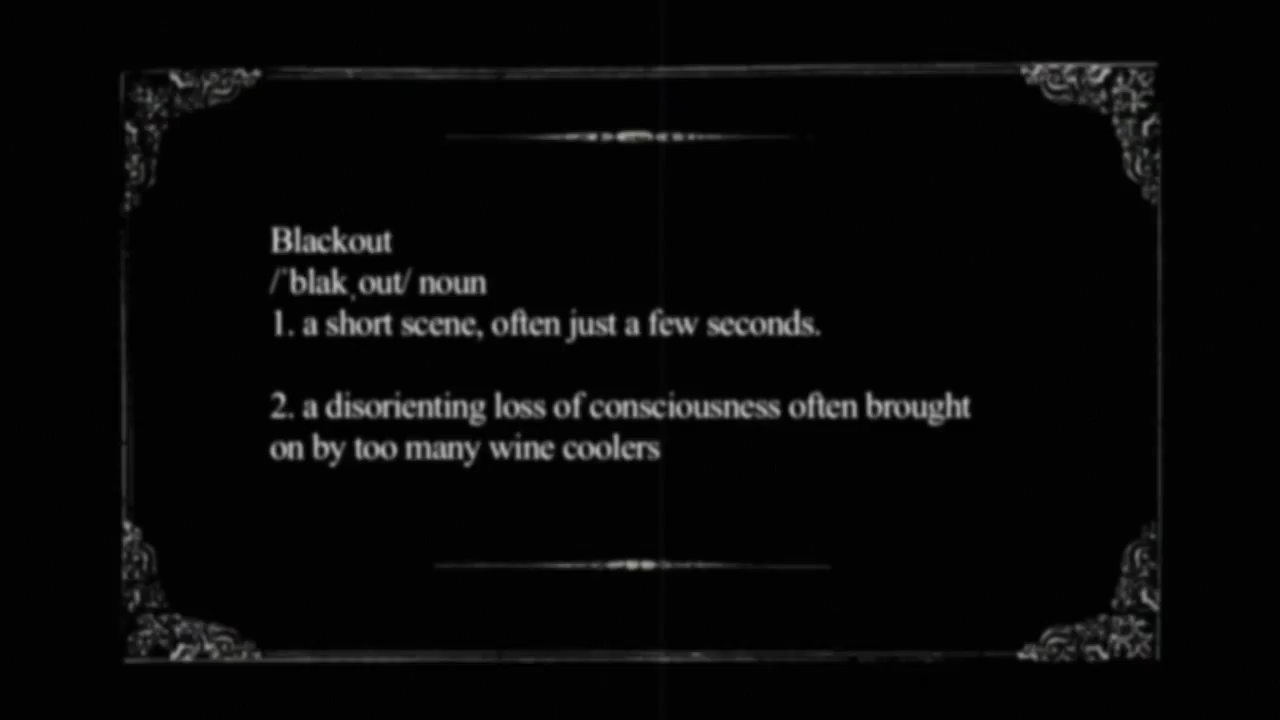 Blackout
/ˈblakˌout/ noun
1. a short scene, often just a few seconds.
2. a disorienting loss of consciousness often brought
on by too many wine coolers